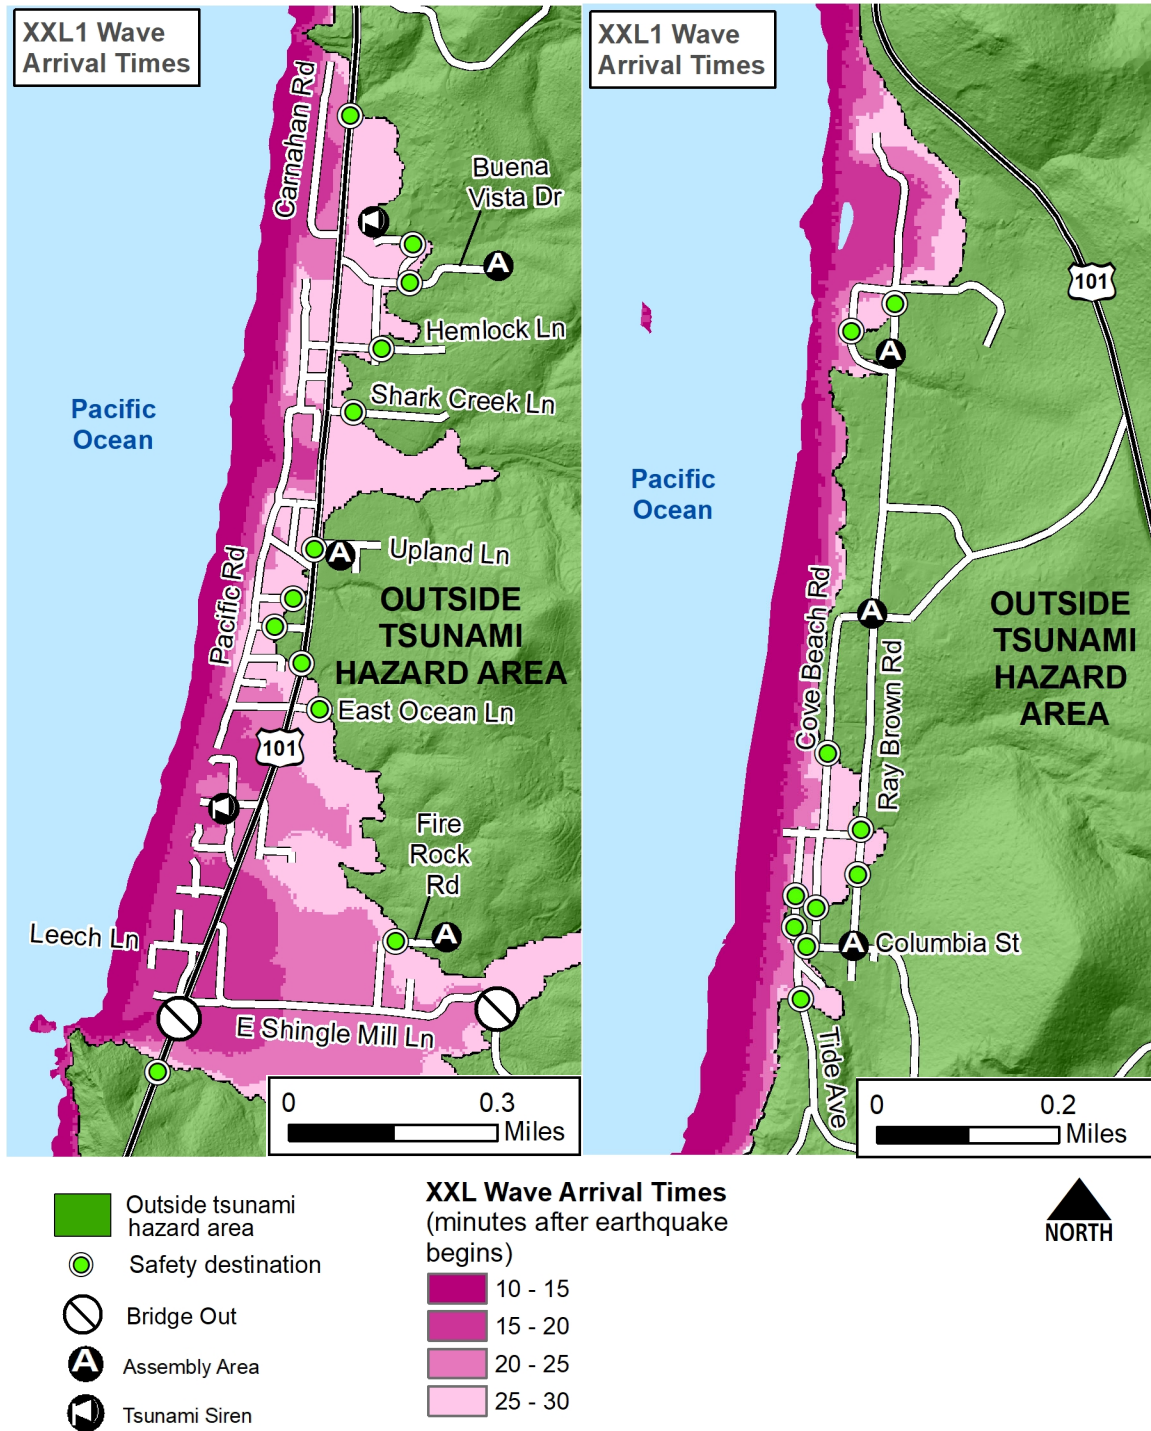 XXL1 Wave
Arrival Times
Carnahan Rd
Buena
Vista Dr
A
Hemlock Ln
Shark Creek Ln
Pacific
Ocean
A
Upland Ln
Pacific Rd
OUTSIDE
TSUNAMI
HAZARD AREA
East Ocean Ln
101
Fire
Rock
Rd
A
Leech Ln
E Shingle Mill Ln
0 0.3
Miles
XXL1 Wave
Arrival Times
101
A
Pacific
Ocean
Cove Beach Rd
A
OUTSIDE
TSUNAMI
HAZARD
AREA
Ray Brown Rd
A
Columbia St
Tide Ave
0 0.2
Miles
Outside tsunami
hazard area
Safety destination
Bridge Out
A
Assembly Area
Tsunami Siren
XXL Wave Arrival Times
(minutes after earthquake
begins)
10 - 15
15 - 20
20 - 25
25 - 30
NORTH